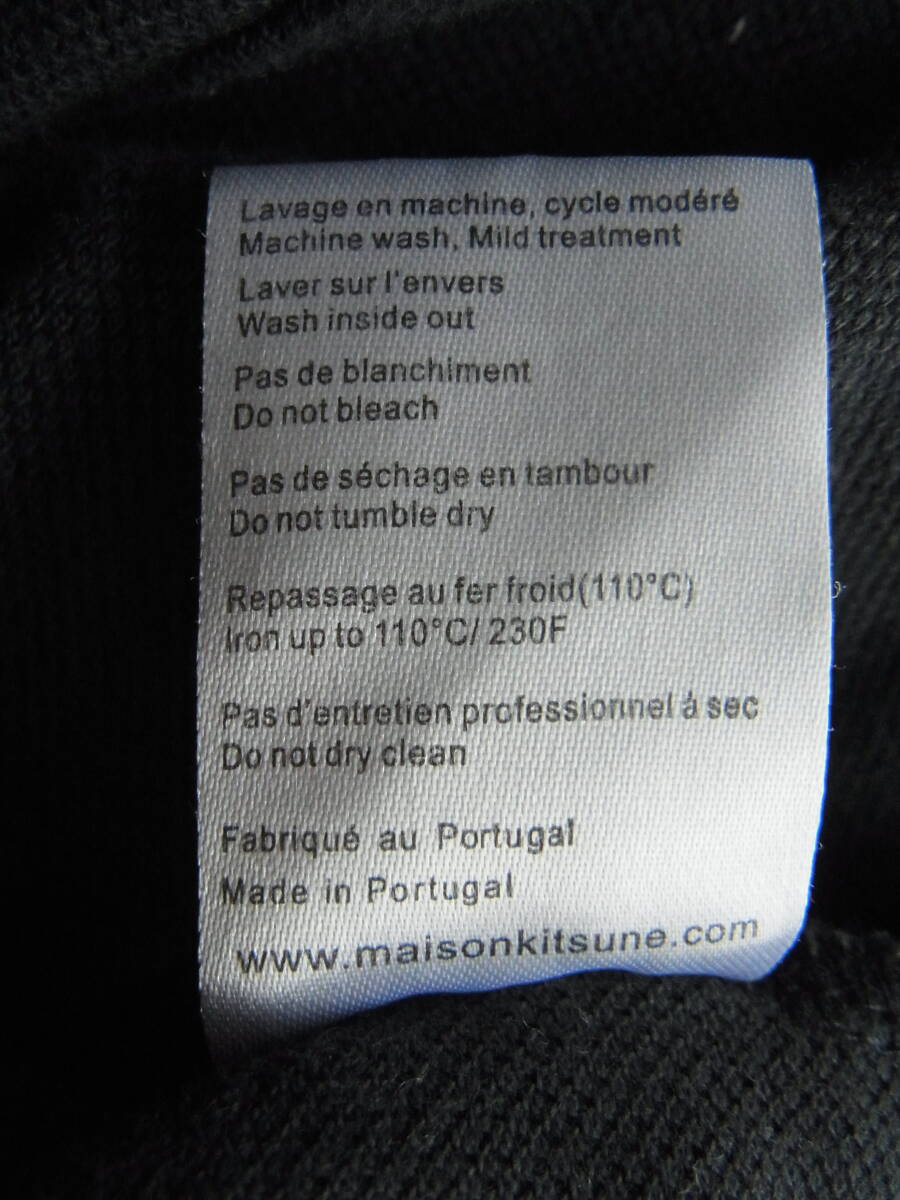 Lavage en machine, cycle modéré
Machine wash, Mild treatment
Laver sur l'envers
Wash inside out
Pas de blanchiment
Do not bleach
Pas de séchage en tambour
Do not tumble dry
Repassage au fer froid(110°C)
Iron up to 110°C/ 230F
Pas d'entretien professionnel à sec
Do not dry clean
Fabriqué au Portugal
Made in Portugal
www.maisonkitsune.com